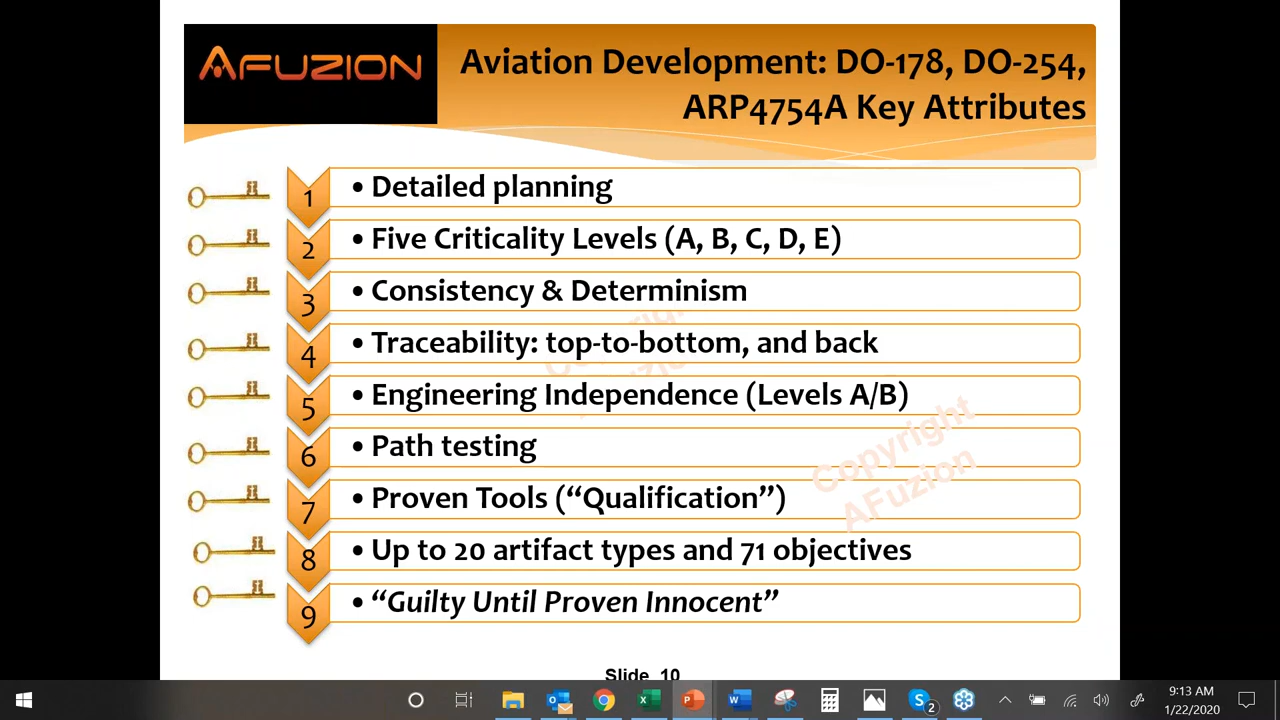 AFUZION
Aviation Development: DO-178, DO-254,
ARP4754A Key Attributes
1 • Detailed planning
2 • Five Criticality Levels (A, B, C, D, E)
3 • Consistency & Determinism
4 • Traceability: top-to-bottom, and back
5 • Engineering Independence (Levels A/B)
6 • Path testing
7 • Proven Tools (“Qualification”)
8 • Up to 20 artifact types and 71 objectives
9 • “Guilty Until Proven Innocent”
Copyright
AFuzion
Slide 10
2
9:13 AM
1/22/2020